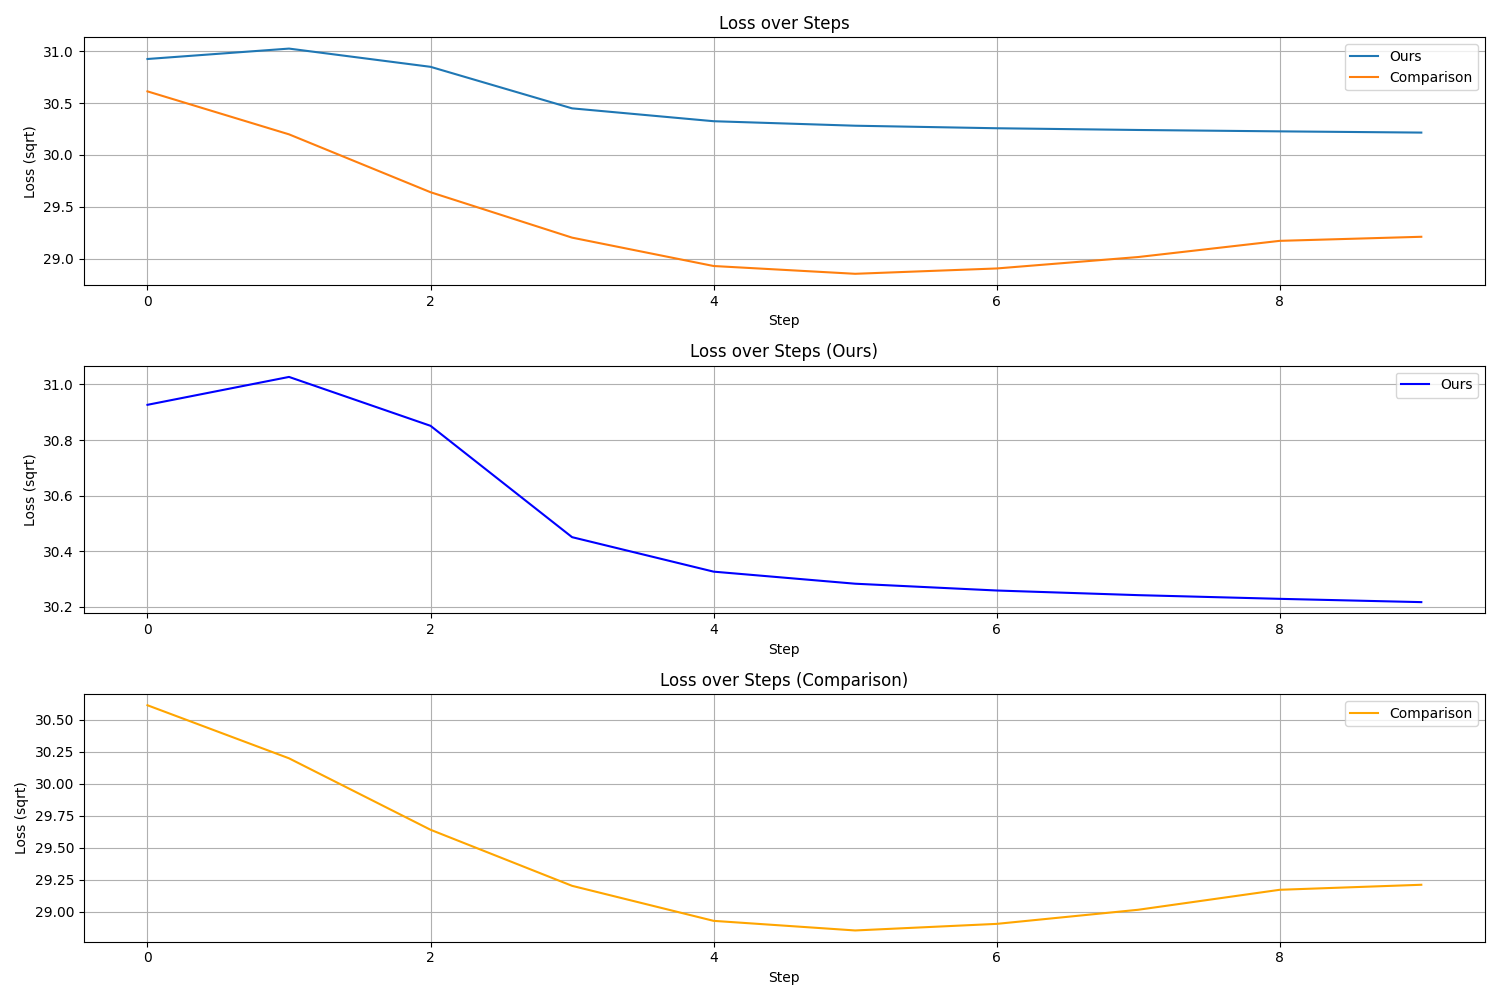 Loss over Steps
Loss (sqrt)
31.0
30.5
30.0
29.5
29.0
Ours
Comparison
0 2 4 6 8
Step
Loss over Steps (Ours)
Loss (sqrt)
31.0
30.8
30.6
30.4
30.2
Ours
0 2 4 6 8
Step
Loss over Steps (Comparison)
Loss (sqrt)
30.50
30.25
30.00
29.75
29.50
29.25
29.00
Comparison
0 2 4 6 8
Step